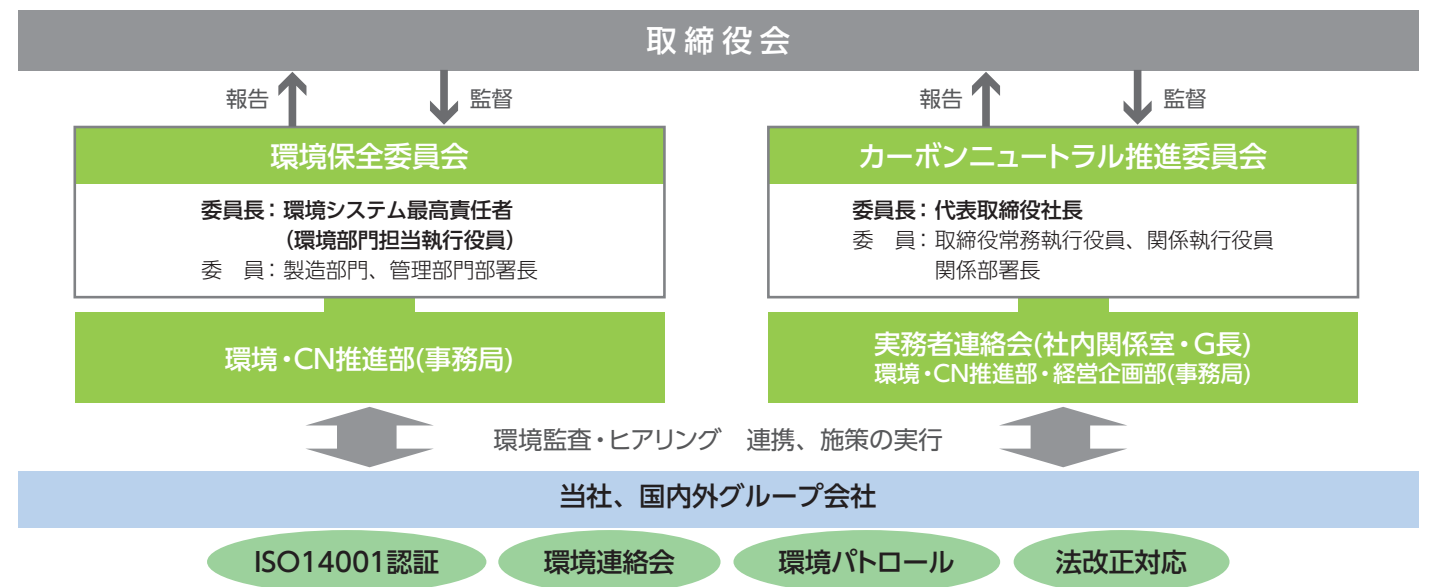 取締役会
報告
監督
報告
監督
環境保全委員会
委員長：環境システム最高責任者
（環境部門担当執行役員）
委　員：製造部門、管理部門部署長
環境・CN推進部(事務局)
カーボンニュートラル推進委員会
委員長：代表取締役社長
委　員：取締役常務執行役員、関係執行役員
関係部署長
実務者連絡会(社内関係室・G長)
環境・CN推進部・経営企画部(事務局)
環境監査・ヒアリング　連携、施策の実行
当社、国内外グループ会社
ISO14001認証
環境連絡会
環境パトロール
法改正対応